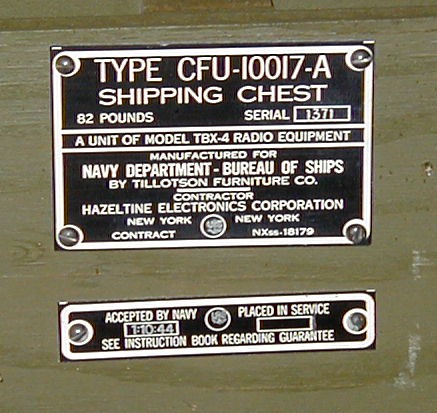 TYPE CFU-10017-A
SHIPPING CHEST
82 POUNDS SERIAL 1371
A UNIT OF MODEL TBX-4 RADIO EQUIPMENT
MANUFACTURED FOR
NAVY DEPARTMENT - BUREAU OF SHIPS
BY TILLOTSON FURNITURE CO.
CONTRACTOR
HAZELTINE ELECTRONICS CORPORATION
NEW YORK NEW YORK
CONTRACT NXss-18179
ACCEPTED BY NAVY PLACED IN SERVICE
1:10:44
SEE INSTRUCTION BOOK REGARDING GUARANTEE